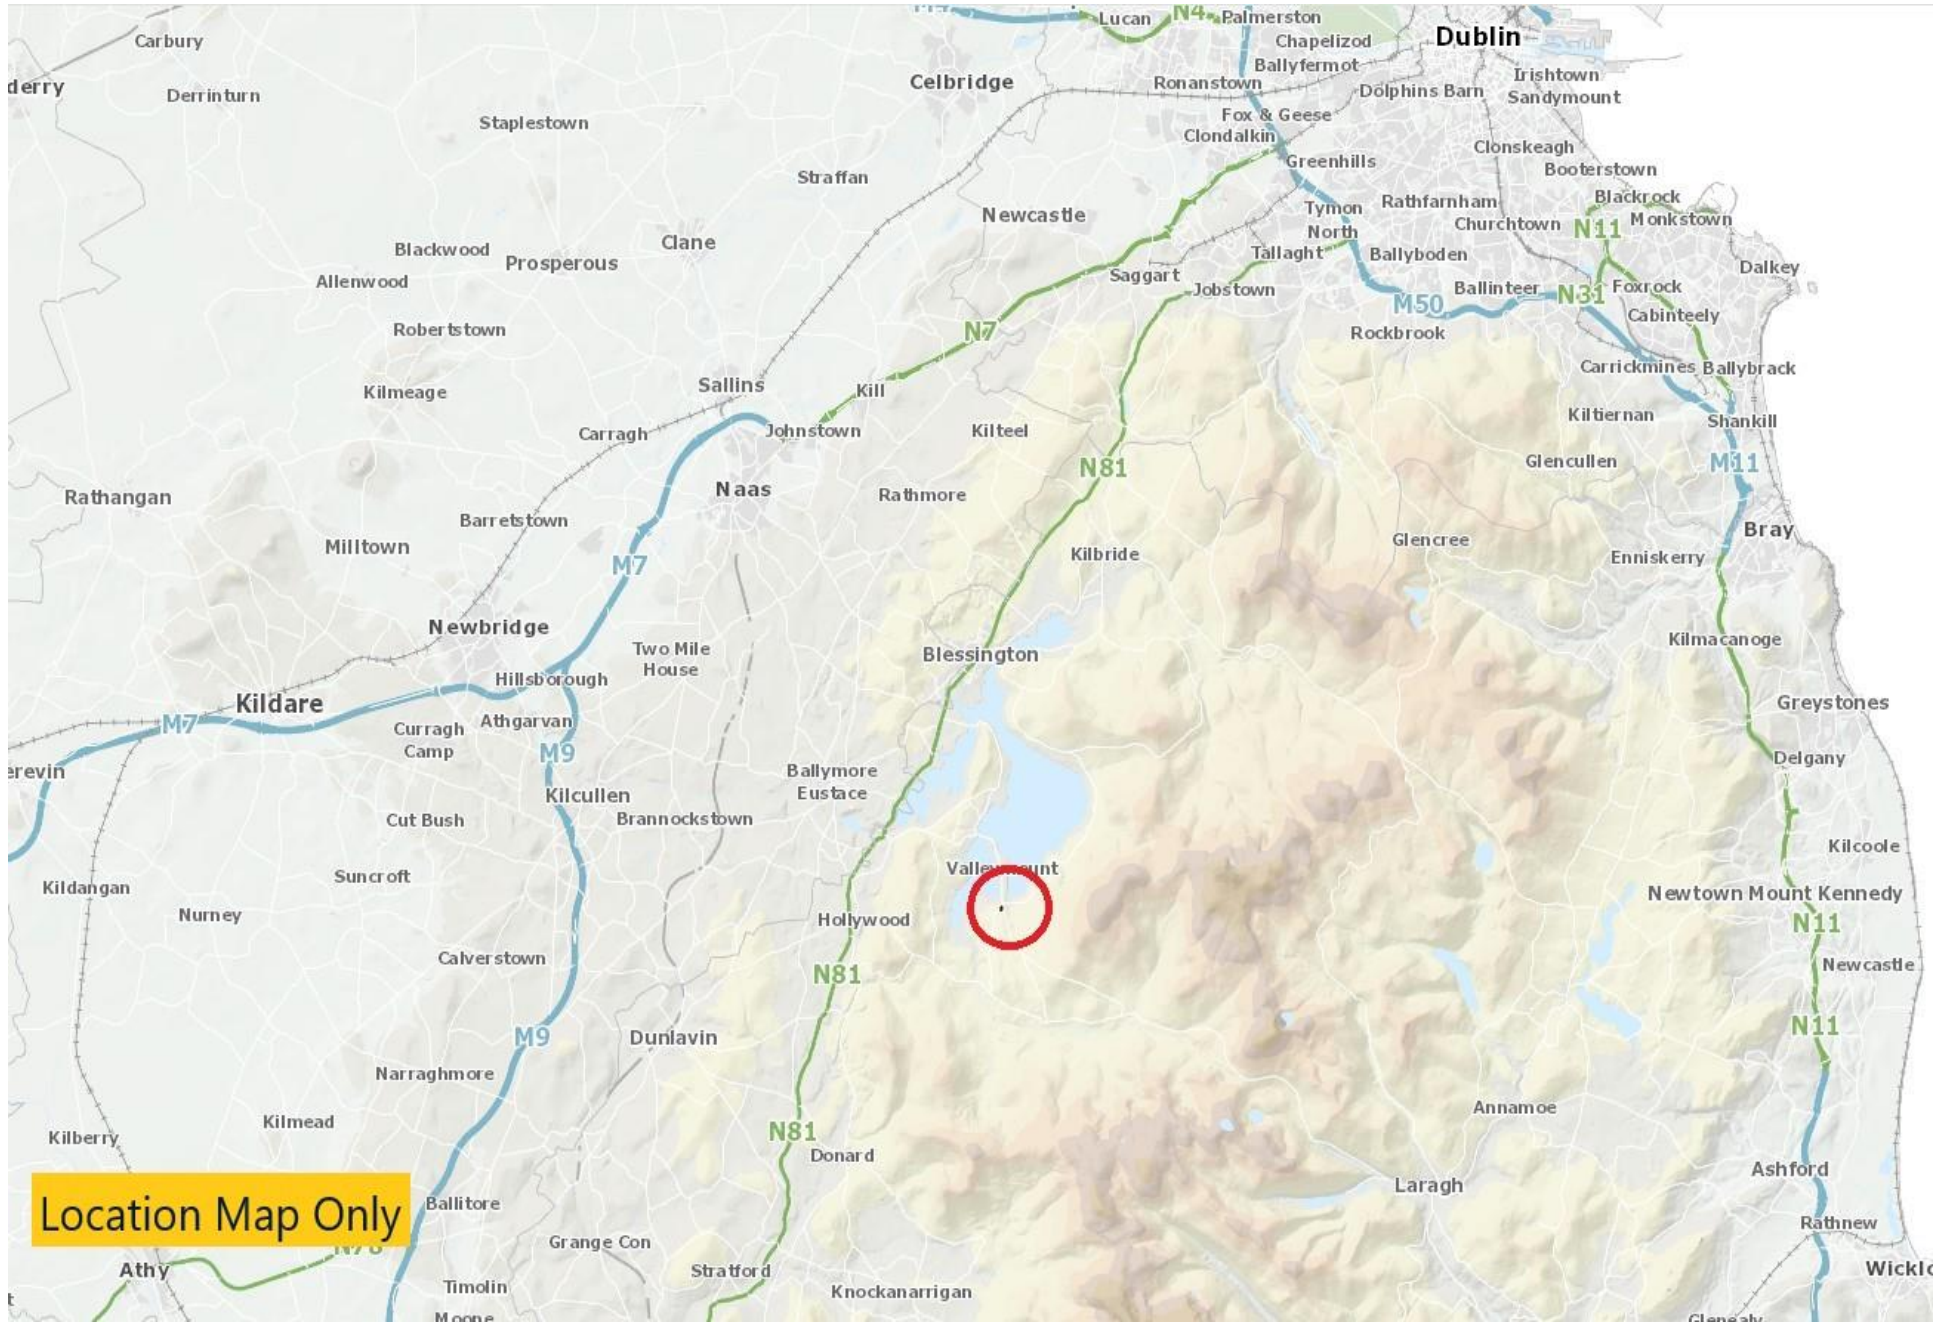 M4
Lucan
N4
Palmerston
Carbury
Chapelizod
Dublin
Ballyfermot
derry
Derrinturn
Celbridge
Ronanstown
Dolphins Barn
Irishtown
Sandymount
Staplestown
Fox & Geese
Clondalkin
Greenhills
Clonskeagh
Booterstown
Straffan
Newcastle
Tymon
North
Rathfarnham
Churchtown
Blackrock
Monkstown
N11
Blackwood
Prosperous
Clane
Saggart
Tallaght
Ballyboden
Dalkey
Allenwood
Jobstown
M50
Ballinteer
N31
Foxrock
Cabinteely
Robertstown
N7
Rockbrook
Kilmeage
Sallins
Kill
Carrickmines
Ballybrack
Carragh
Johnstown
Kilteel
Kiltiernan
Shankill
Rathangan
Naas
Rathmore
N81
Glencullen
M11
Barretstown
Milltown
M7
Kilbride
Glencree
Bray
Enniskerry
Newbridge
Two Mile
House
Blessington
Kilmacanoge
Hillsborough
Kildare
M7
Curragh
Camp
Athgarvan
M9
Greystones
Delgany
erevin
Ballymore
Eustace
Kilcullen
Cut Bush
Brannockstown
Kilcoole
Valleymount
Kildangan
Suncroft
Newtown Mount Kennedy
Nurney
Hollywood
N11
Calverstown
N81
Newcastle
M9
Dunlavin
N11
Narraghmore
Annamoe
Kilmead
Kilberry
N81
Donard
Ashford
Laragh
Location Map Only
Ballitore
Rathnew
N78
Grange Con
Athy
Timolin
Stratford
Knockanarrigan
Wicklo
t
Moone
Glenealy